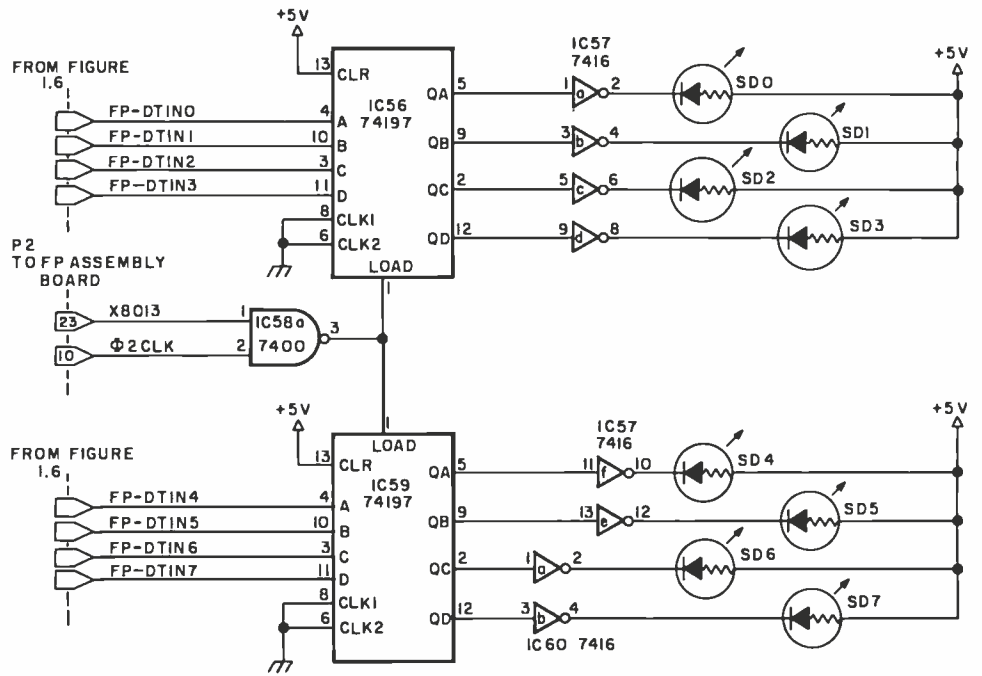 +5V
IC57
7416
+5V
FROM FIGURE
1.6
13 CLR
IC56
74197
QA 5
1 a 2
SD0
FP-DTIN0
4 A
FP-DTIN1
10 B
QB 9
3 b 4
SD1
FP-DTIN2
3 C
QC 2
5 c 6
SD2
FP-DTIN3
11 D
8 CLK1
6 CLK2
QD 12
9 d 8
SD3
LOAD
1
P2
TO FP ASSEMBLY
BOARD
23 X8013
1 IC58a 3
10 Φ2CLK
2 7400
+5V
1
LOAD
IC57
7416
+5V
FROM FIGURE
1.6
13 CLR
IC59
74197
QA 5
11 f 10
SD4
FP-DTIN4
4 A
FP-DTIN5
10 B
QB 9
13 e 12
SD5
FP-DTIN6
3 C
QC 2
1 a 2
SD6
FP-DTIN7
11 D
8 CLK1
6 CLK2
QD 12
3 b 4
SD7
IC60 7416